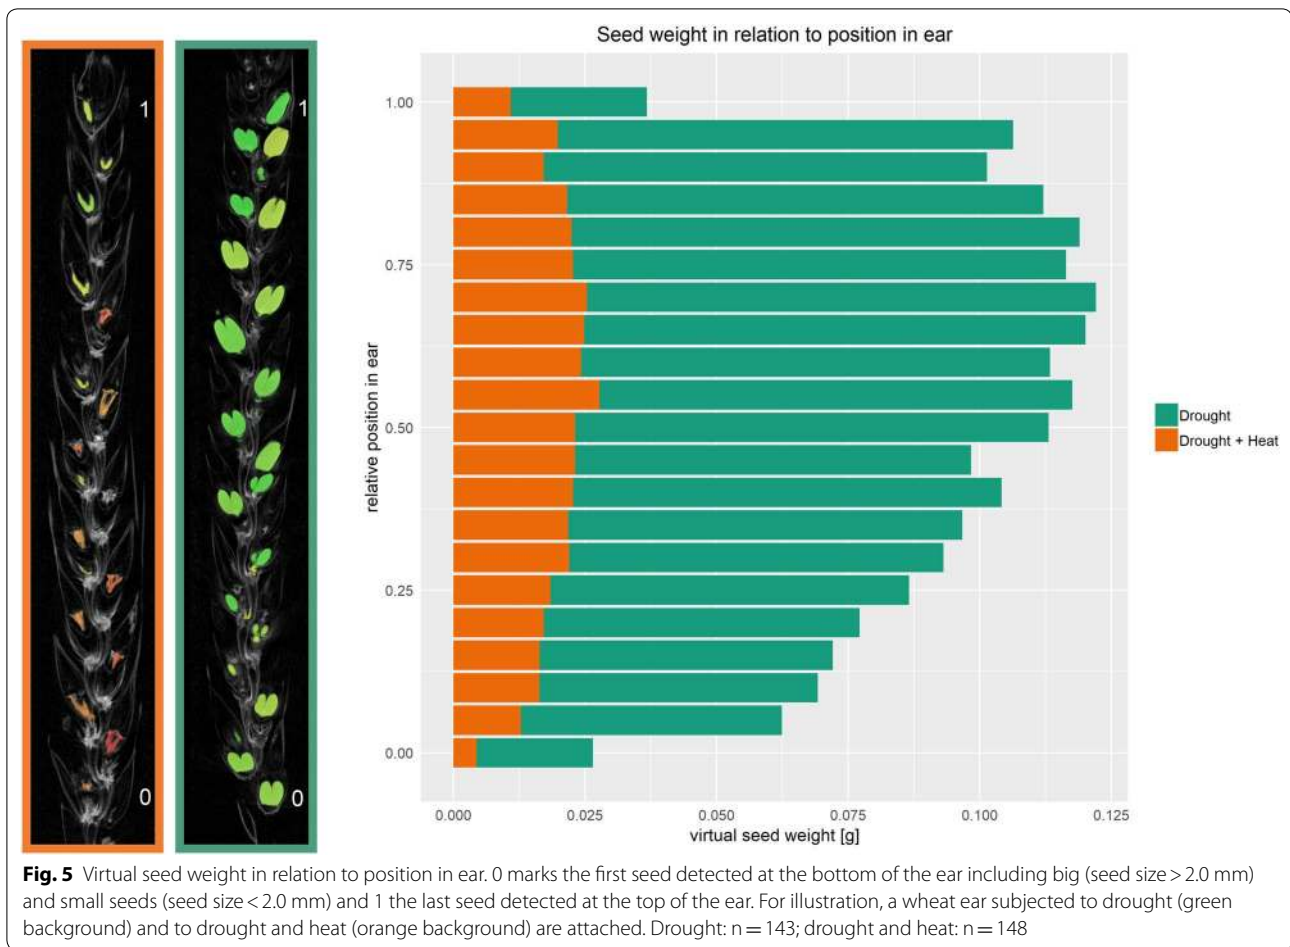 1
0
1
0
Seed weight in relation to position in ear
relative position in ear
1.00
0.75
0.50
0.25
0.00
0.000 0.025 0.050 0.075 0.100 0.125
virtual seed weight [g]
Drought
Drought + Heat
Fig. 5 Virtual seed weight in relation to position in ear. 0 marks the first seed detected at the bottom of the ear including big (seed size > 2.0 mm)
and small seeds (seed size < 2.0 mm) and 1 the last seed detected at the top of the ear. For illustration, a wheat ear subjected to drought (green
background) and to drought and heat (orange background) are attached. Drought: n = 143; drought and heat: n = 148